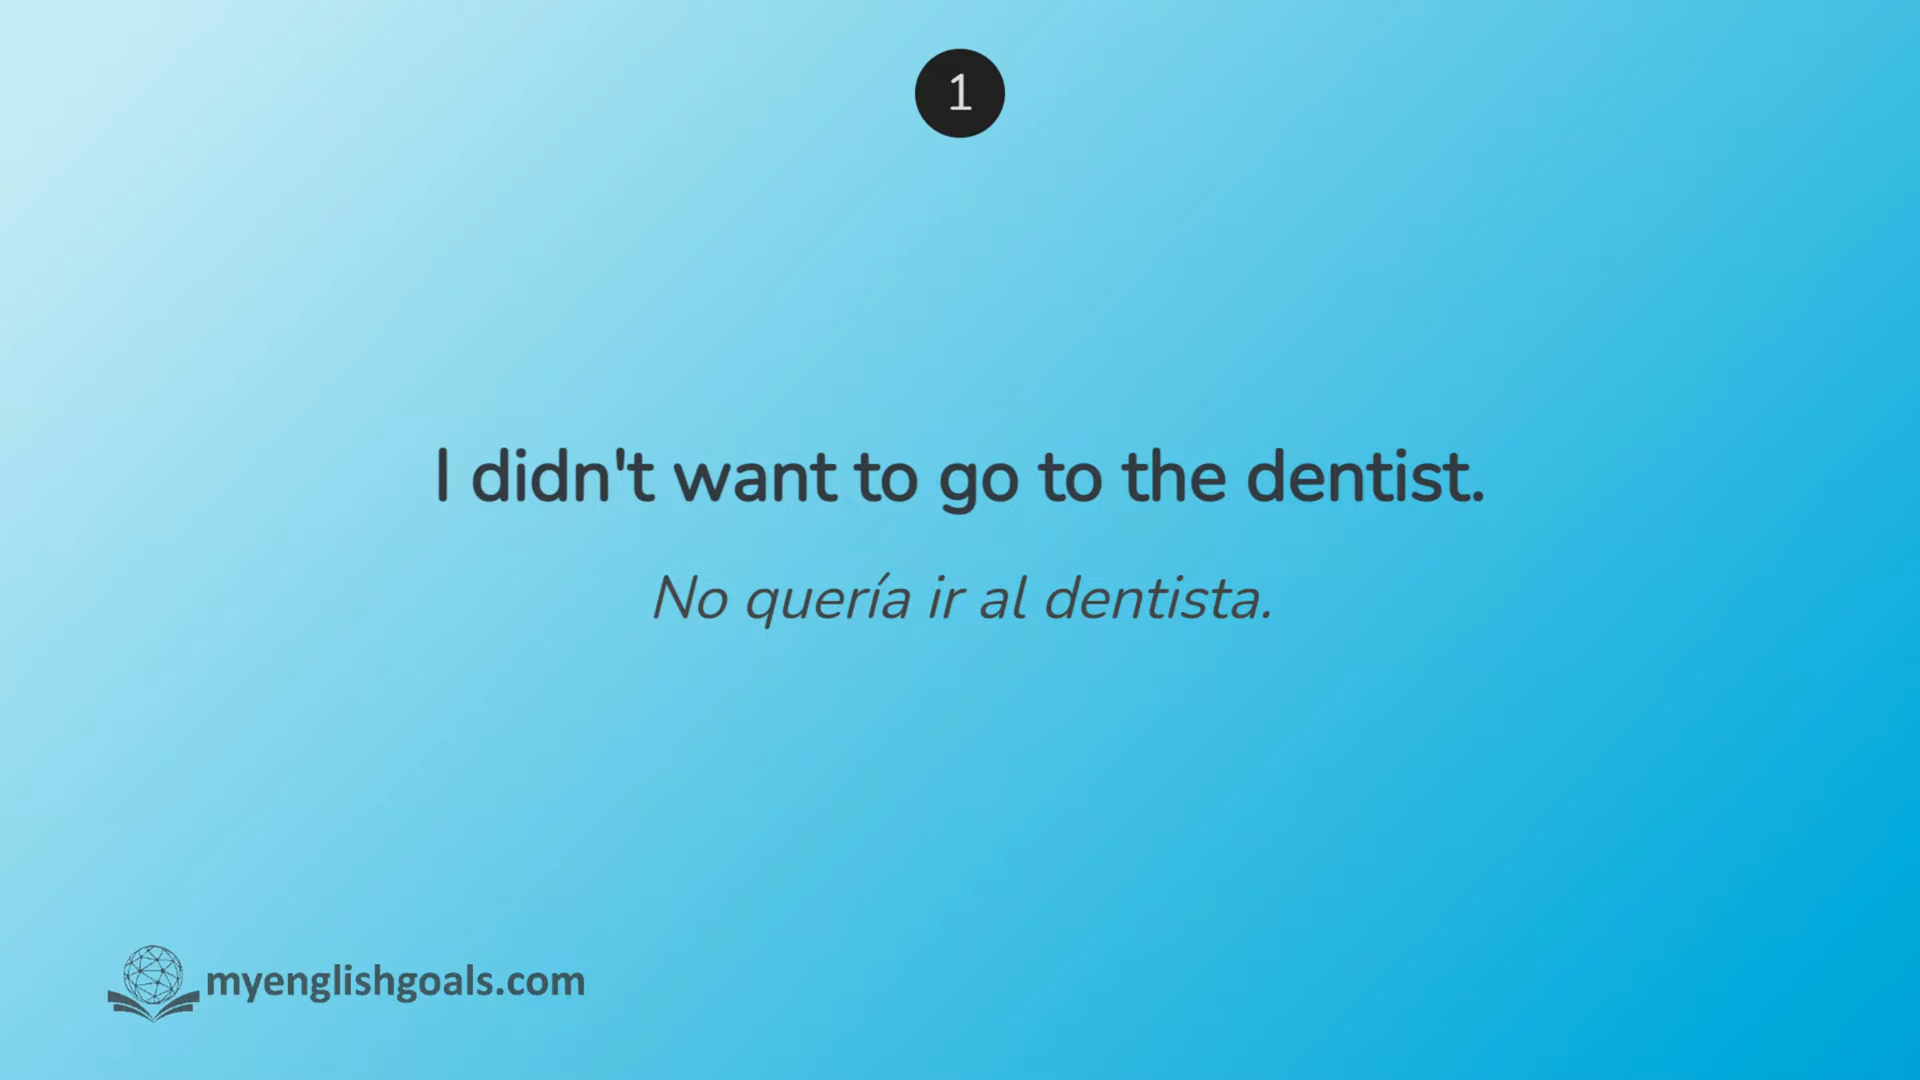 1
I didn't want to go to the dentist.
No quería ir al dentista.
myenglishgoals.com